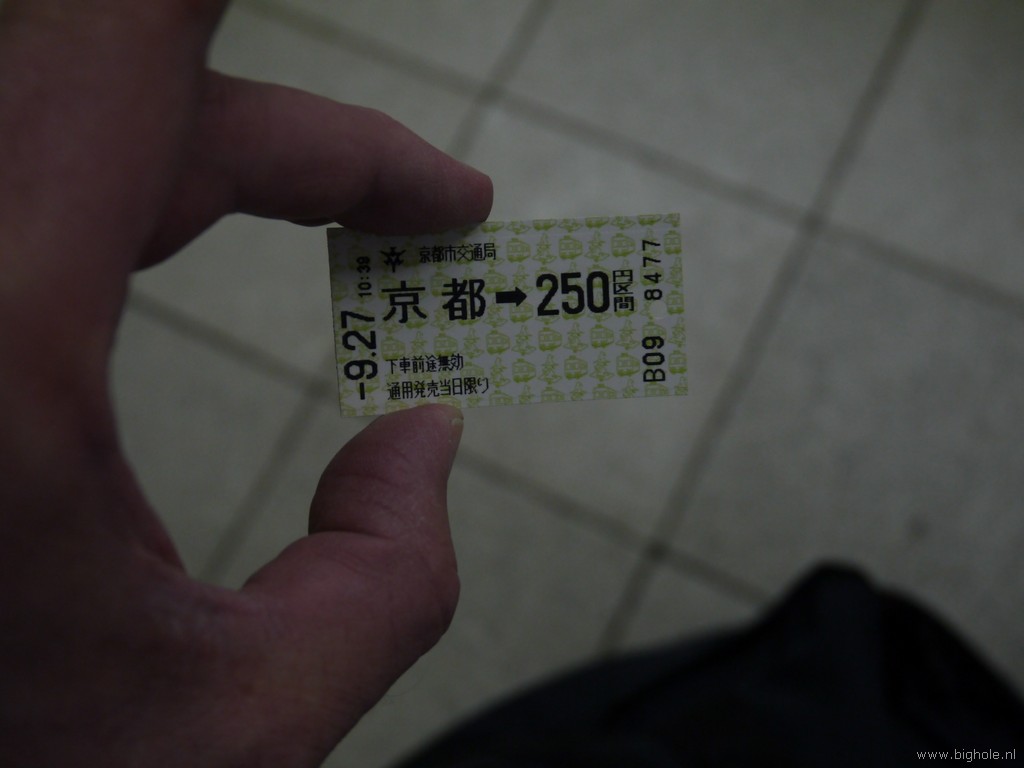 京都市交通局
京都➡250円区間
下車前途無効
通用発売当日限り
-9.27 10:39
B09 8477
www.bighole.nl